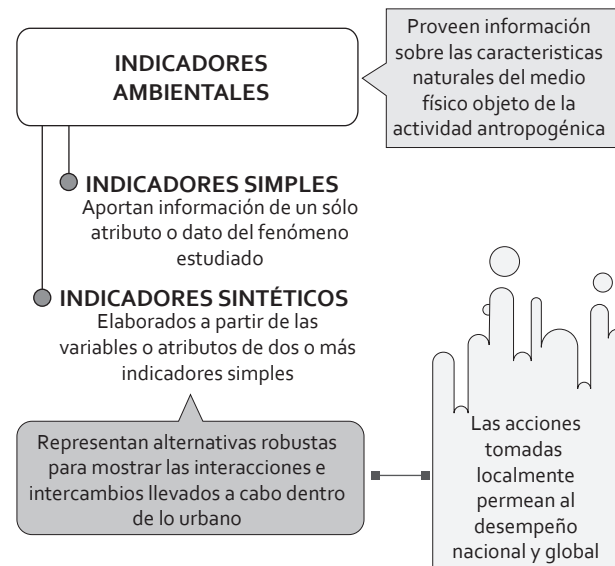 INDICADORES
AMBIENTALES
Proveen información
sobre las caracteristicas
naturales del medio
físico objeto de la
actividad antropogénica
INDICADORES SIMPLES
Aportan información de un sólo
atributo o dato del fenómeno
estudiado
INDICADORES SINTÉTICOS
Elaborados a partir de las
variables o atributos de dos o más
indicadores simples
Representan alternativas robustas
para mostrar las interacciones e
intercambios llevados a cabo dentro
de lo urbano
Las acciones
tomadas
localmente
permean al
desempeño
nacional y global